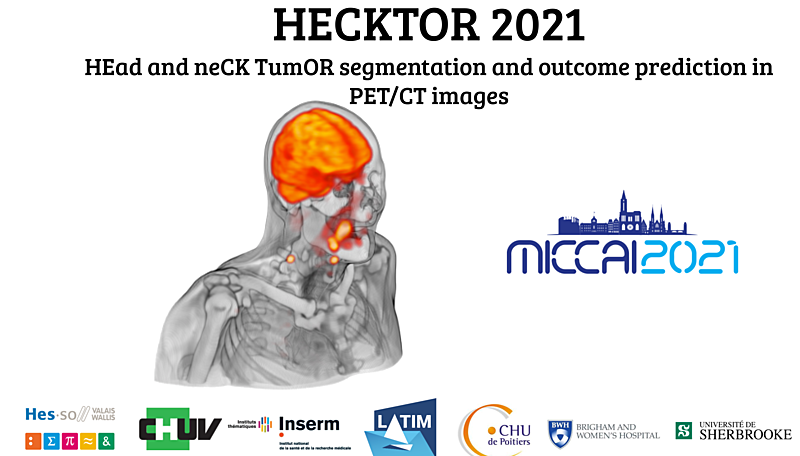 HECKTOR 2021
HEad and neCK TumOR segmentation and outcome prediction in
PET/CT images
MICCAI2021
Hes·so// VALAIS
WALLIS
Σ π ≈ &
CHUV
Instituts
thématiques
Inserm
Institut national
de la santé et de la recherche médicale
LATIM
CHU
de Poitiers
BWH
BRIGHAM AND
WOMEN'S HOSPITAL
S
UNIVERSITÉ DE
SHERBROOKE